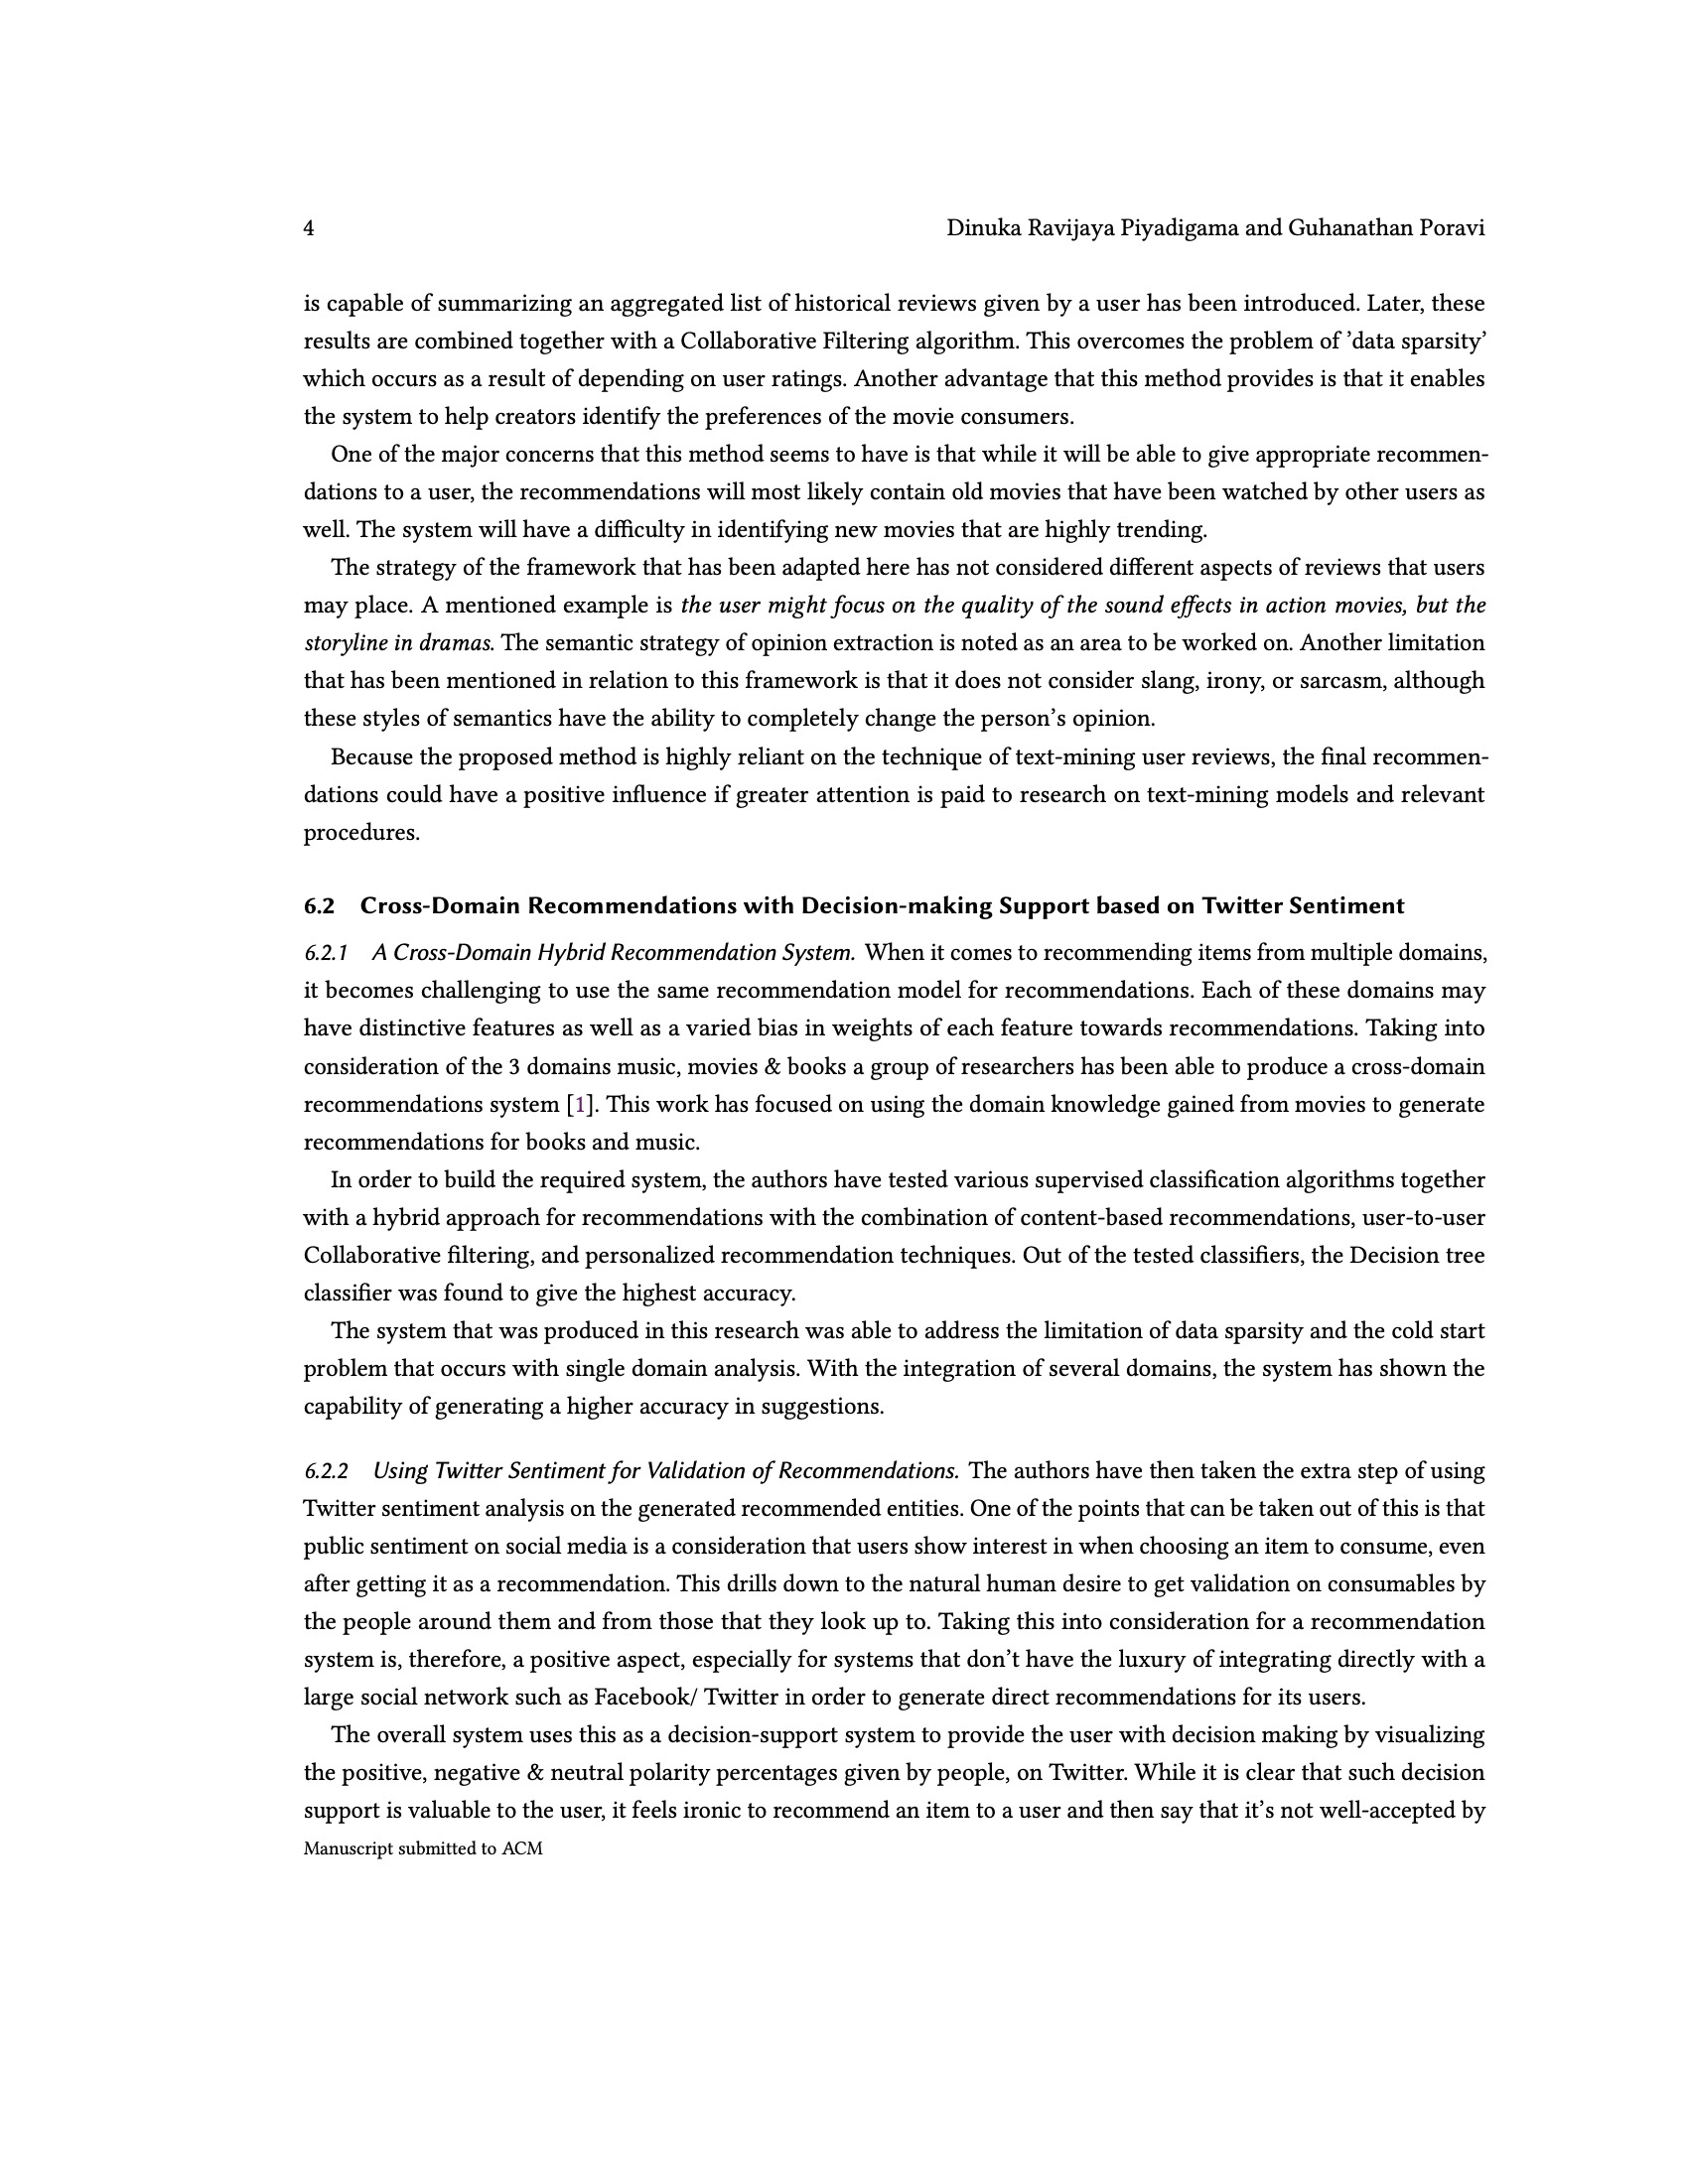 4
Dinuka Ravijaya Piyadigama and Guhanathan Poravi
is capable of summarizing an aggregated list of historical reviews given by a user has been introduced. Later, these
results are combined together with a Collaborative Filtering algorithm. This overcomes the problem of ’data sparsity’
which occurs as a result of depending on user ratings. Another advantage that this method provides is that it enables
the system to help creators identify the preferences of the movie consumers.
One of the major concerns that this method seems to have is that while it will be able to give appropriate recommen-
dations to a user, the recommendations will most likely contain old movies that have been watched by other users as
well. The system will have a difficulty in identifying new movies that are highly trending.
The strategy of the framework that has been adapted here has not considered different aspects of reviews that users
may place. A mentioned example is the user might focus on the quality of the sound effects in action movies, but the
storyline in dramas. The semantic strategy of opinion extraction is noted as an area to be worked on. Another limitation
that has been mentioned in relation to this framework is that it does not consider slang, irony, or sarcasm, although
these styles of semantics have the ability to completely change the person’s opinion.
Because the proposed method is highly reliant on the technique of text-mining user reviews, the final recommen-
dations could have a positive influence if greater attention is paid to research on text-mining models and relevant
procedures.
6.2 Cross-Domain Recommendations with Decision-making Support based on Twitter Sentiment
6.2.1 A Cross-Domain Hybrid Recommendation System. When it comes to recommending items from multiple domains,
it becomes challenging to use the same recommendation model for recommendations. Each of these domains may
have distinctive features as well as a varied bias in weights of each feature towards recommendations. Taking into
consideration of the 3 domains music, movies & books a group of researchers has been able to produce a cross-domain
recommendations system [1]. This work has focused on using the domain knowledge gained from movies to generate
recommendations for books and music.
In order to build the required system, the authors have tested various supervised classification algorithms together
with a hybrid approach for recommendations with the combination of content-based recommendations, user-to-user
Collaborative filtering, and personalized recommendation techniques. Out of the tested classifiers, the Decision tree
classifier was found to give the highest accuracy.
The system that was produced in this research was able to address the limitation of data sparsity and the cold start
problem that occurs with single domain analysis. With the integration of several domains, the system has shown the
capability of generating a higher accuracy in suggestions.
6.2.2 Using Twitter Sentiment for Validation of Recommendations. The authors have then taken the extra step of using
Twitter sentiment analysis on the generated recommended entities. One of the points that can be taken out of this is that
public sentiment on social media is a consideration that users show interest in when choosing an item to consume, even
after getting it as a recommendation. This drills down to the natural human desire to get validation on consumables by
the people around them and from those that they look up to. Taking this into consideration for a recommendation
system is, therefore, a positive aspect, especially for systems that don’t have the luxury of integrating directly with a
large social network such as Facebook/ Twitter in order to generate direct recommendations for its users.
The overall system uses this as a decision-support system to provide the user with decision making by visualizing
the positive, negative & neutral polarity percentages given by people, on Twitter. While it is clear that such decision
support is valuable to the user, it feels ironic to recommend an item to a user and then say that it’s not well-accepted by
Manuscript submitted to ACM